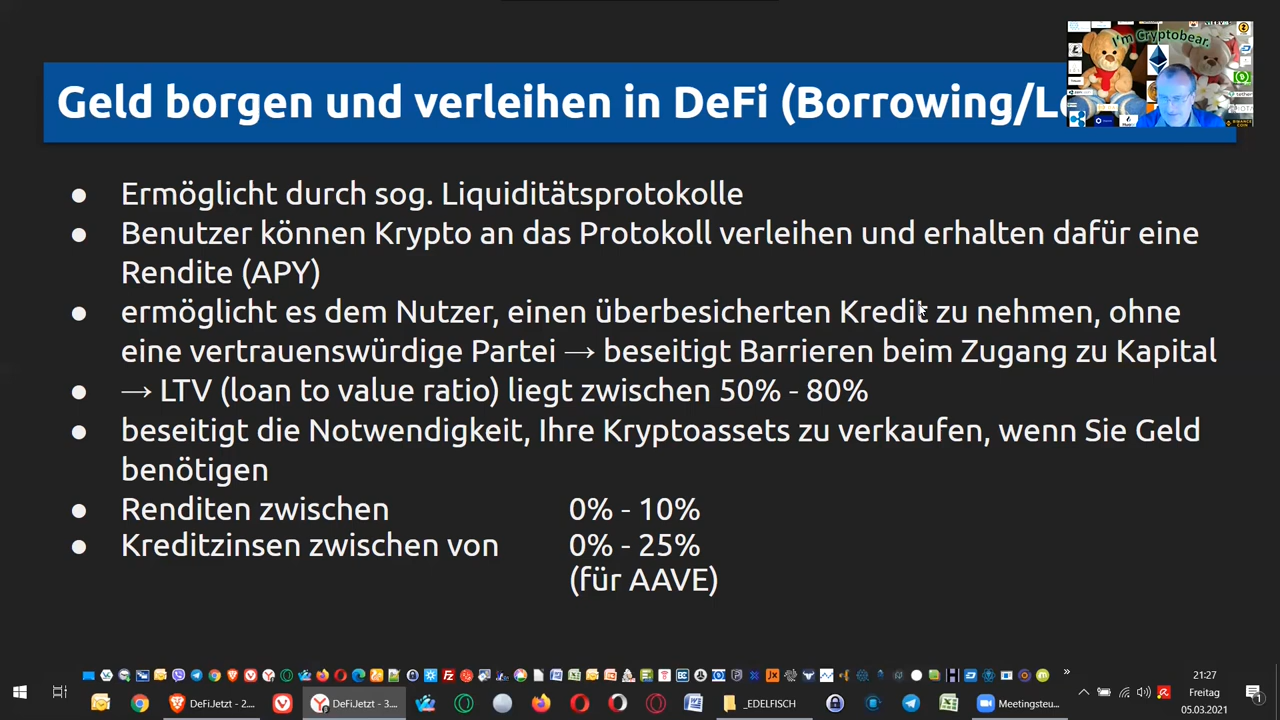 I'm Cryptobear.
Geld borgen und verleihen in DeFi (Borrowing/L
● Ermöglicht durch sog. Liquiditätsprotokolle
● Benutzer können Krypto an das Protokoll verleihen und erhalten dafür eine
Rendite (APY)
● ermöglicht es dem Nutzer, einen überbesicherten Kredit zu nehmen, ohne
eine vertrauenswürdige Partei → beseitigt Barrieren beim Zugang zu Kapital
● → LTV (loan to value ratio) liegt zwischen 50% - 80%
● beseitigt die Notwendigkeit, Ihre Kryptoassets zu verkaufen, wenn Sie Geld
benötigen
● Renditen zwischen 0% - 10%
● Kreditzinsen zwischen von 0% - 25%
(für AAVE)
21:27
DeFiJetzt - 2... DeFiJetzt - 3... _EDELFISCH Meetingsteu... Freitag
05.03.2021